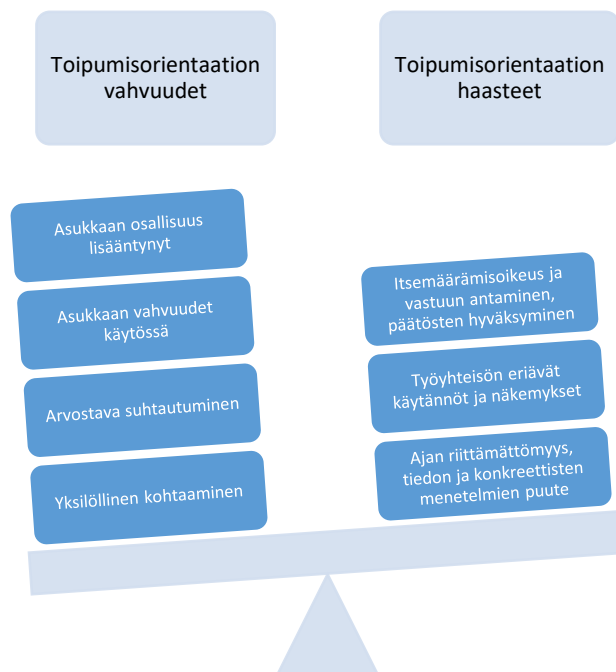 Toipumisorientaation
vahvuudet
Toipumisorientaation
haasteet
Asukkaan osallisuus
lisääntynyt
Asukkaan vahvuudet
käytössä
Arvostava suhtautuminen
Yksilöllinen kohtaaminen
Itsemäärämisoikeus ja
vastuun antaminen,
päätösten hyväksyminen
Työyhteisön eriävät
käytännöt ja näkemykset
Ajan riittämättömyys,
tiedon ja konkreettisten
menetelmien puute